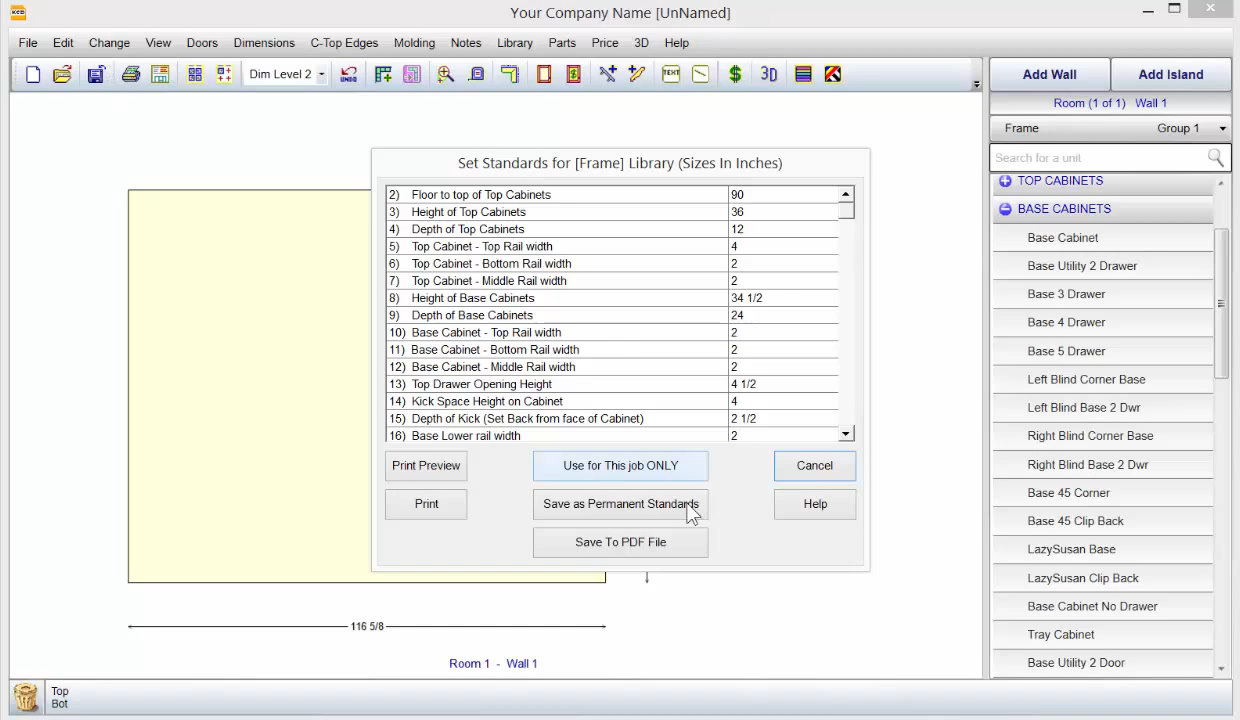 KCD
Your Company Name [UnNamed]
File Edit Change View Doors Dimensions C-Top Edges Molding Notes Library Parts Price 3D Help
Dim Level 2 UNDO TEXT $ 3D
Add Wall Add Island
Room (1 of 1) Wall 1
Frame Group 1
Search for a unit
TOP CABINETS
BASE CABINETS
Base Cabinet
Base Utility 2 Drawer
Base 3 Drawer
Base 4 Drawer
Base 5 Drawer
Left Blind Corner Base
Left Blind Base 2 Dwr
Right Blind Corner Base
Right Blind Base 2 Dwr
Base 45 Corner
Base 45 Clip Back
LazySusan Base
LazySusan Clip Back
Base Cabinet No Drawer
Tray Cabinet
Base Utility 2 Door
Set Standards for [Frame] Library (Sizes In Inches)
2) Floor to top of Top Cabinets 90
3) Height of Top Cabinets 36
4) Depth of Top Cabinets 12
5) Top Cabinet - Top Rail width 4
6) Top Cabinet - Bottom Rail width 2
7) Top Cabinet - Middle Rail width 2
8) Height of Base Cabinets 34 1/2
9) Depth of Base Cabinets 24
10) Base Cabinet - Top Rail width 2
11) Base Cabinet - Bottom Rail width 2
12) Base Cabinet - Middle Rail width 2
13) Top Drawer Opening Height 4 1/2
14) Kick Space Height on Cabinet 4
15) Depth of Kick (Set Back from face of Cabinet) 2 1/2
16) Base Lower rail width 2
Print Preview Use for This job ONLY Cancel
Print Save as Permanent Standards Help
Save To PDF File
116 5/8
Room 1 - Wall 1
Top
Bot